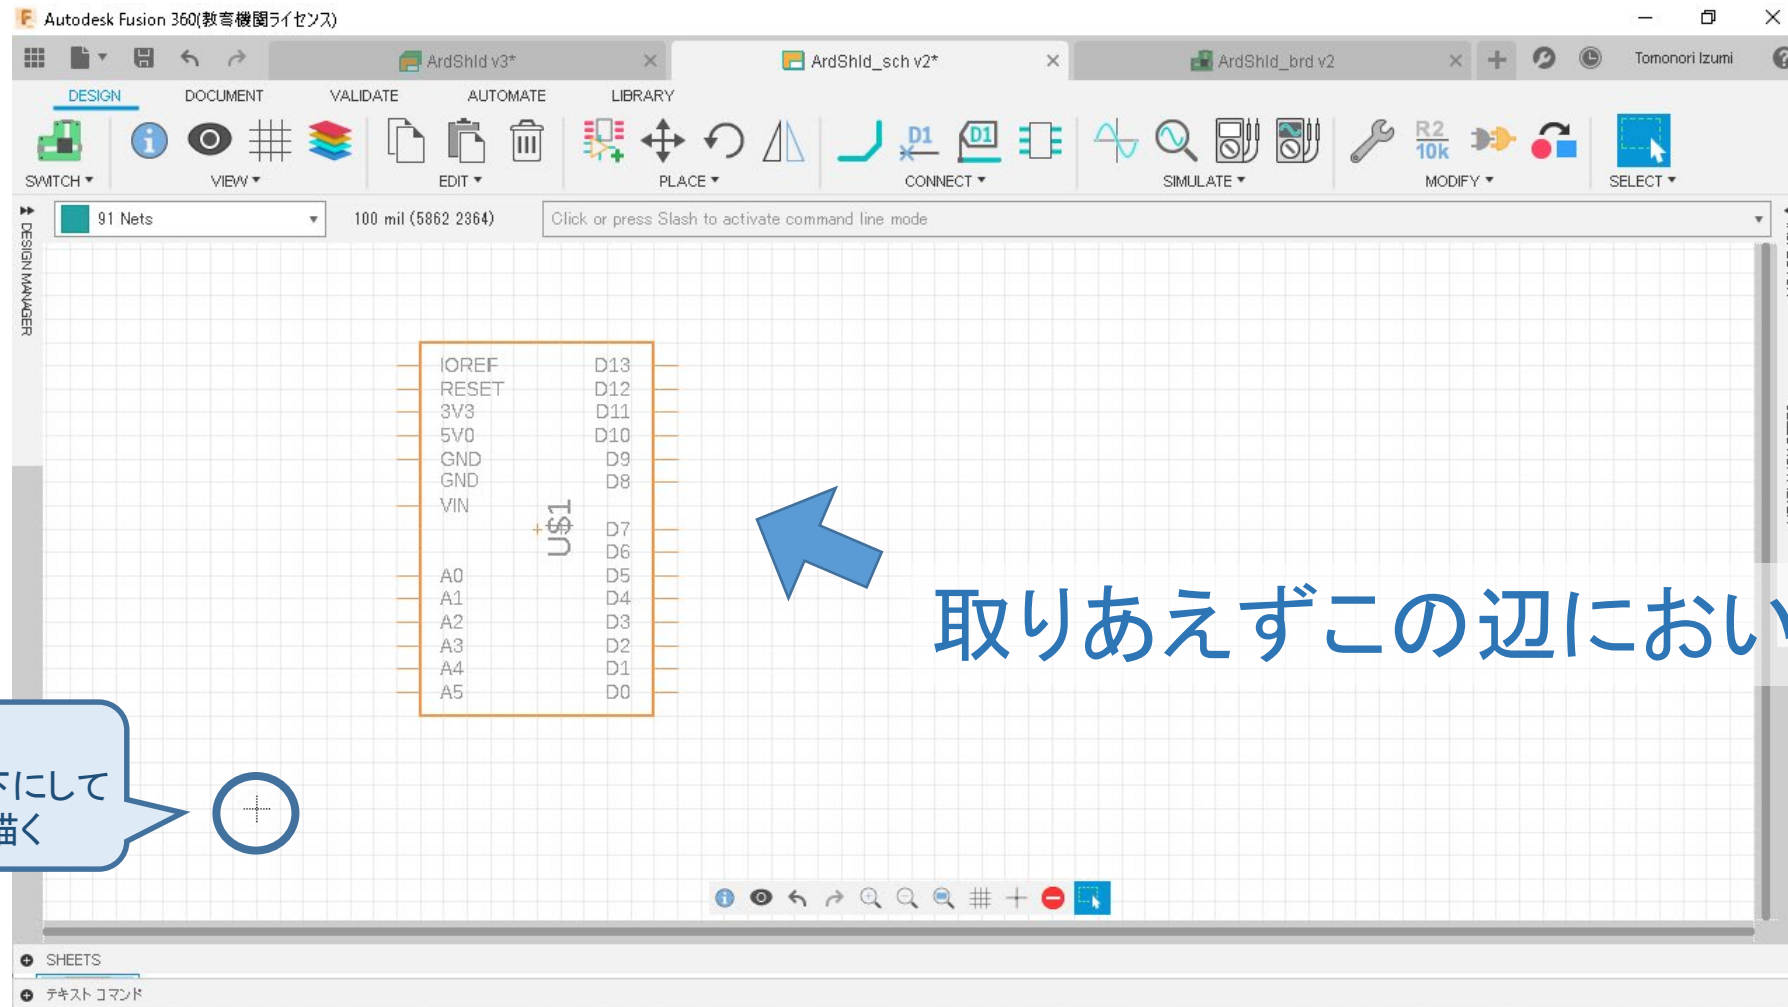 Autodesk Fusion 360(教育機関ライセンス)
ArdShld v3*
ArdShld_sch v2*
ArdShld_brd v2
Tomonori Izumi
DESIGN
DOCUMENT
VALIDATE
AUTOMATE
LIBRARY
D1
D1
R2
10k
SWITCH
VIEW
EDIT
PLACE
CONNECT
SIMULATE
MODIFY
SELECT
91 Nets
100 mil (5862 2364)
Click or press Slash to activate command line mode
DESIGN MANAGER
IOREF D13
RESET D12
3V3 D11
5V0 D10
GND D9
GND D8
VIN
U$1
D7
D6
A0 D5
A1 D4
A2 D3
A3 D2
A4 D1
A5 D0
取りあえずこの辺におい
下にして
描く
SHEETS
テキスト コマンド